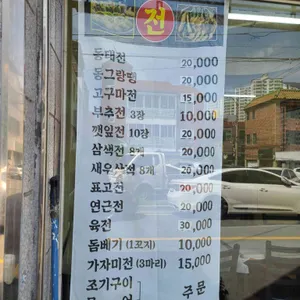 전
동태전 20,000
동그랑땡 20,000
고구마전 15,000
부추전 3장 10,000
깻잎전 10장 20,000
삼색전 8개 20,000
새우산적 8개 20,000
표고전 20,000
연근전 20,000
육전 30,000
돔베기 (1꼬지) 10,000
가자미전 (3마리) 15,000
조기구이 주문